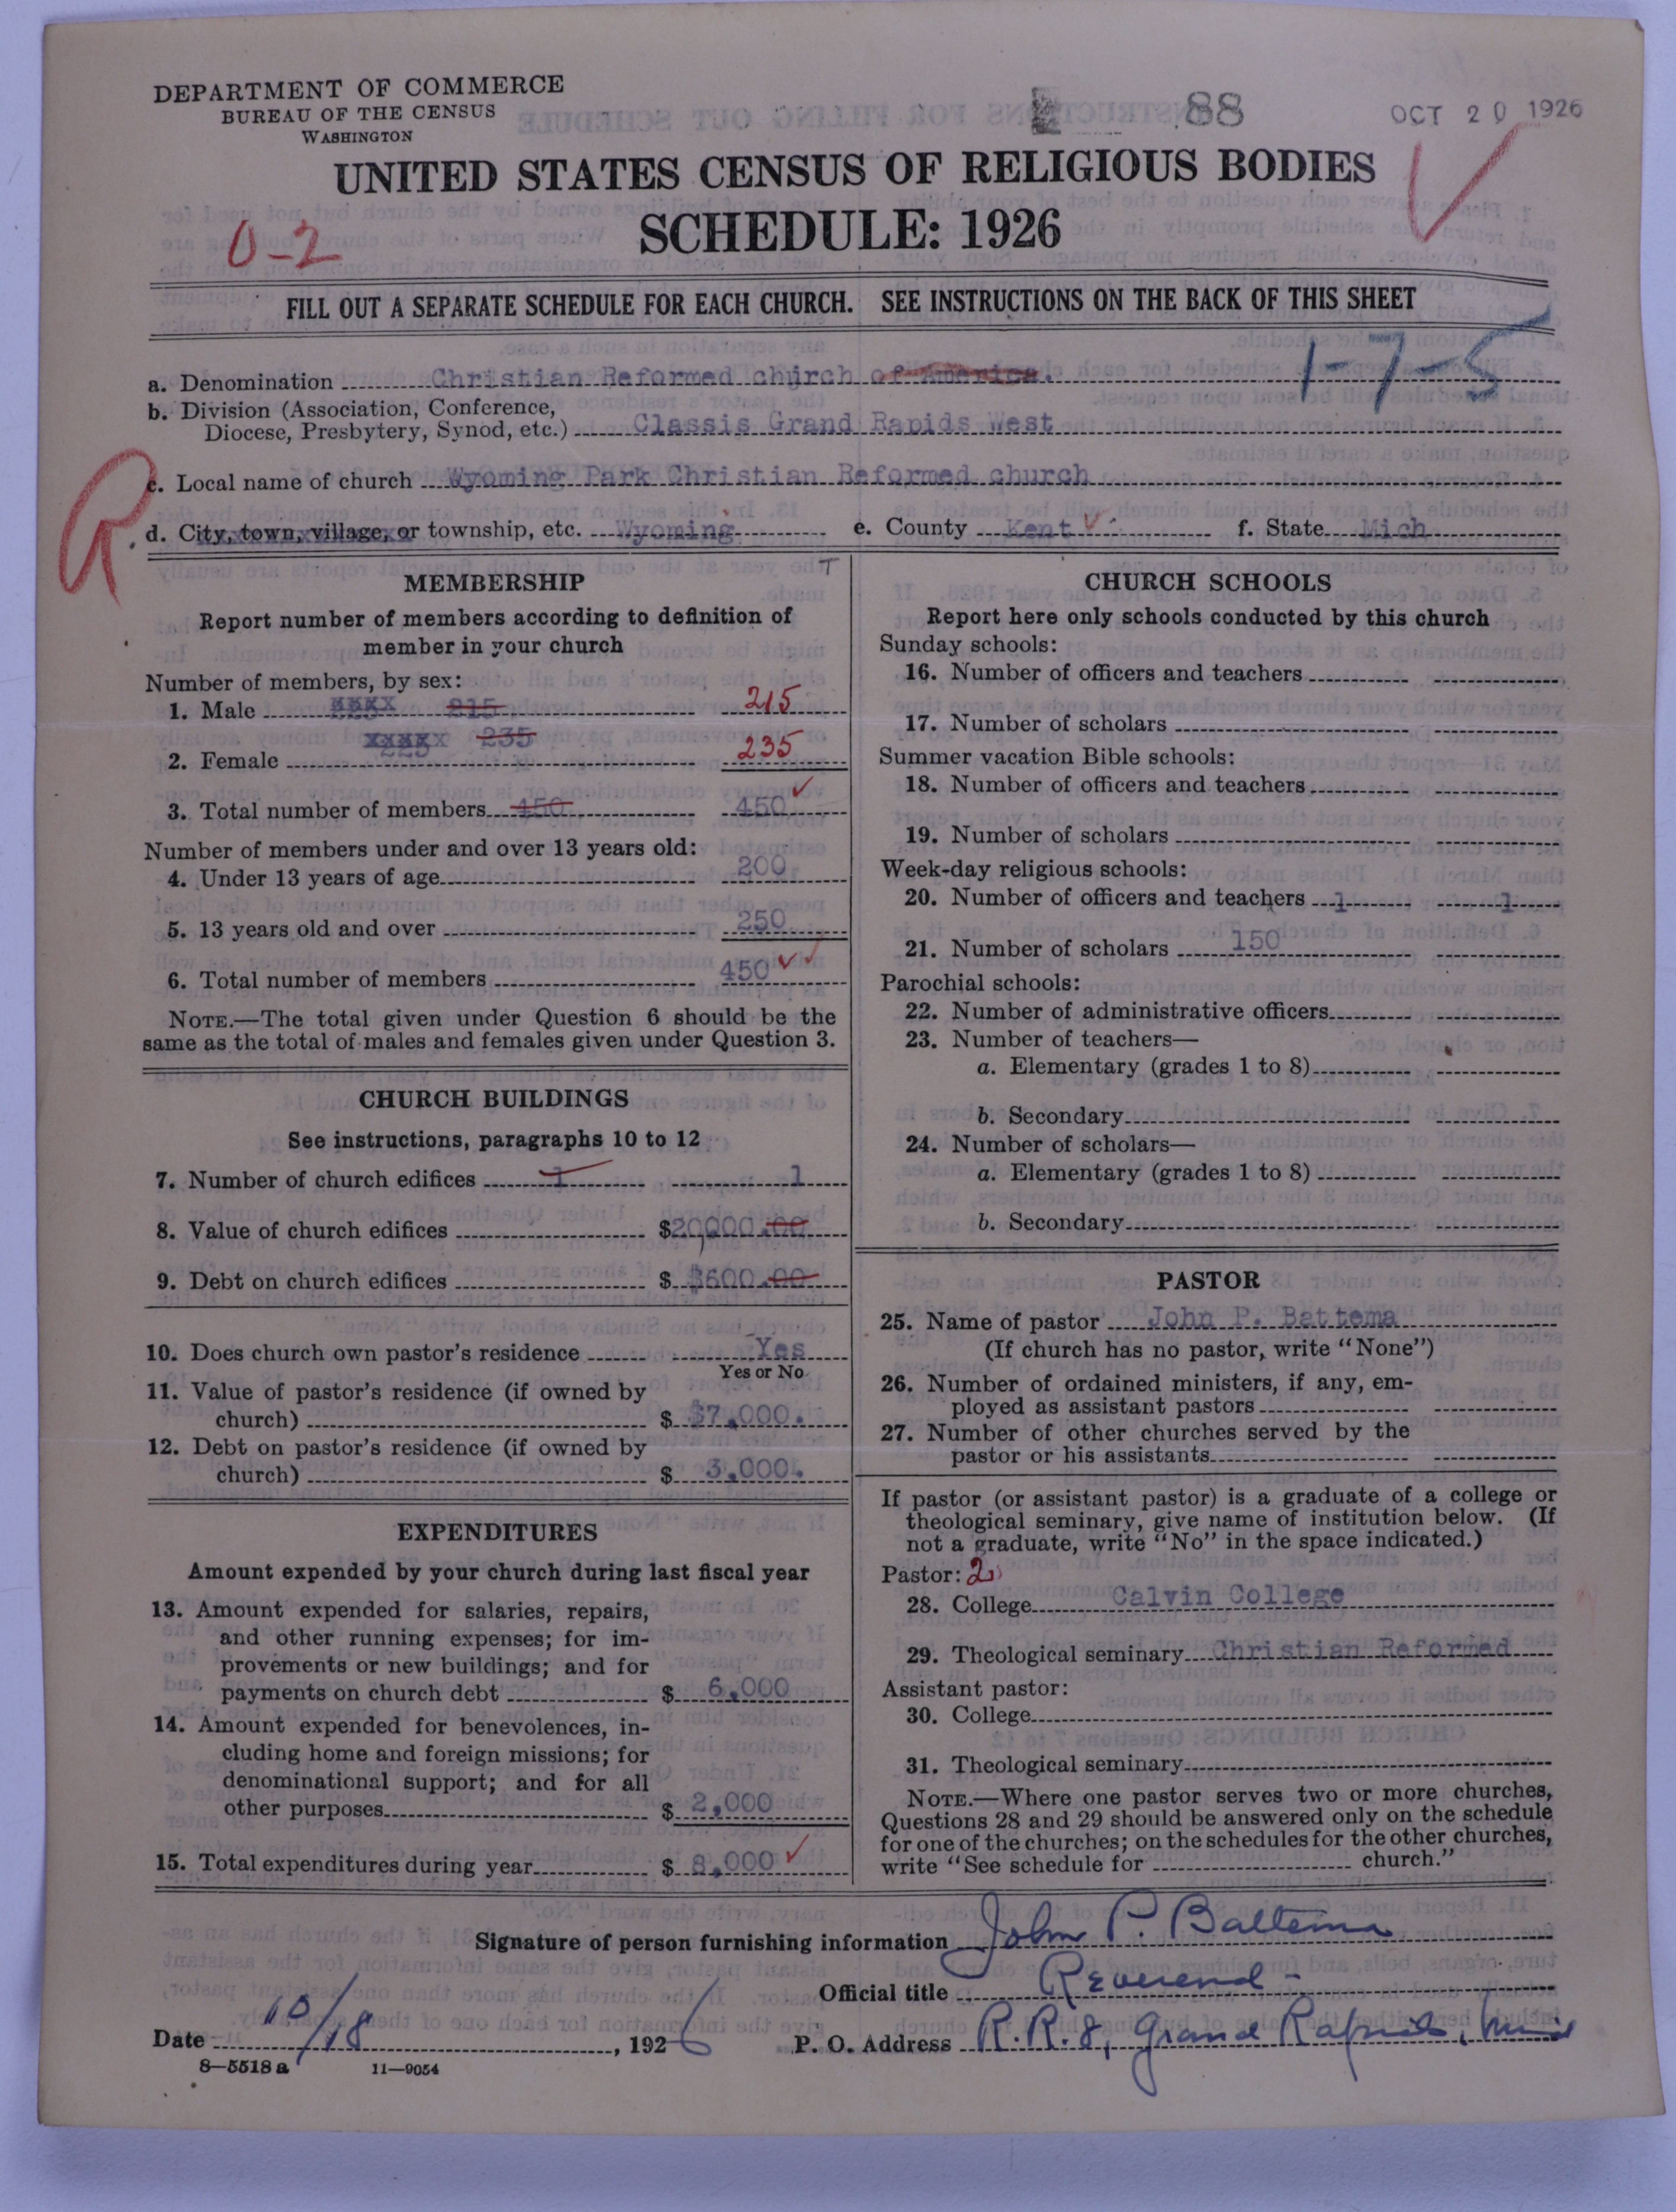 DEPARTMENT OF COMMERCE
BUREAU OF THE CENSUS
WASHINGTON
88
OCT 20 1926
UNITED STATES CENSUS OF RELIGIOUS BODIES
SCHEDULE: 1926
0-2
FILL OUT A SEPARATE SCHEDULE FOR EACH CHURCH. SEE INSTRUCTIONS ON THE BACK OF THIS SHEET
1-7-5
a. Denomination Christian Reformed church of America.
b. Division (Association, Conference,
Diocese, Presbytery, Synod, etc.) Classis Grand Rapids West
c. Local name of church Wyoming Park Christian Reformed church
R
d. City, town, village, or township, etc. Wyoming e. County Kent f. State Mich
T
MEMBERSHIP
Report number of members according to definition of
member in your church
Number of members, by sex:
1. Male 215 215
2. Female 235 235
3. Total number of members 450 450
Number of members under and over 13 years old:
4. Under 13 years of age 200
5. 13 years old and over 250
6. Total number of members 450
NOTE.—The total given under Question 6 should be the
same as the total of males and females given under Question 3.
CHURCH BUILDINGS
See instructions, paragraphs 10 to 12
7. Number of church edifices 1 1
8. Value of church edifices $20,000.00
9. Debt on church edifices $ $600.00
10. Does church own pastor's residence Yes
Yes or No
11. Value of pastor's residence (if owned by
church) $ $7,000.
12. Debt on pastor's residence (if owned by
church) $ 3,000.
EXPENDITURES
Amount expended by your church during last fiscal year
13. Amount expended for salaries, repairs,
and other running expenses; for im-
provements or new buildings; and for
payments on church debt $ 6,000
14. Amount expended for benevolences, in-
cluding home and foreign missions; for
denominational support; and for all
other purposes $ 2,000
15. Total expenditures during year $ 8,000
CHURCH SCHOOLS
Report here only schools conducted by this church
Sunday schools:
16. Number of officers and teachers
17. Number of scholars
Summer vacation Bible schools:
18. Number of officers and teachers
19. Number of scholars
Week-day religious schools:
20. Number of officers and teachers 1 1
21. Number of scholars 150
Parochial schools:
22. Number of administrative officers
23. Number of teachers—
a. Elementary (grades 1 to 8)
b. Secondary
24. Number of scholars—
a. Elementary (grades 1 to 8)
b. Secondary
PASTOR
25. Name of pastor John P. Battema
(If church has no pastor, write "None")
26. Number of ordained ministers, if any, em-
ployed as assistant pastors
27. Number of other churches served by the
pastor or his assistants
If pastor (or assistant pastor) is a graduate of a college or
theological seminary, give name of institution below. (If
not a graduate, write "No" in the space indicated.)
Pastor: 2
28. College Calvin College
29. Theological seminary Christian Reformed
Assistant pastor:
30. College
31. Theological seminary
NOTE.—Where one pastor serves two or more churches,
Questions 28 and 29 should be answered only on the schedule
for one of the churches; on the schedules for the other churches,
write "See schedule for church."
Signature of person furnishing information John P. Battema
Official title Reverend -
Date 10/18, 1926 P. O. Address R. R. 8, Grand Rapids, Mich
8—5518 a 11—9054